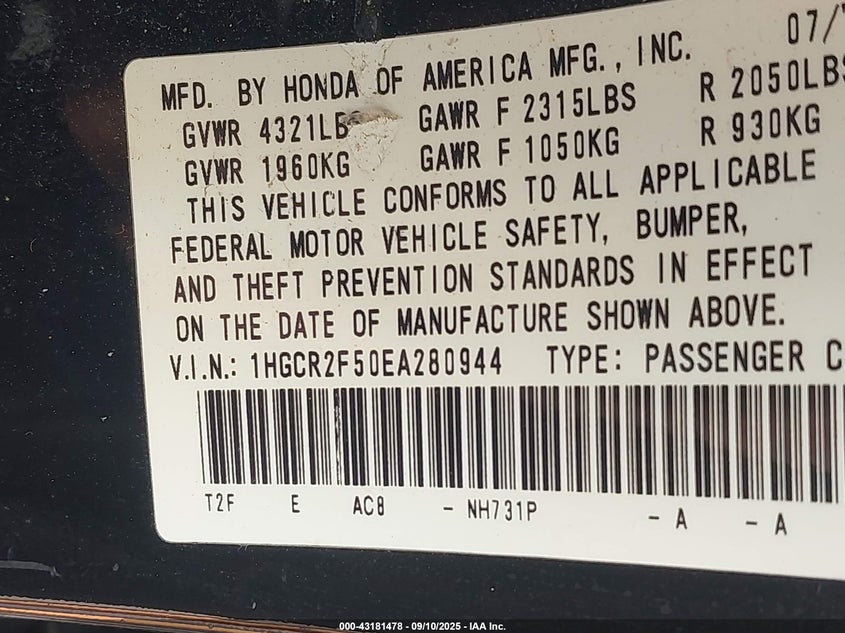 07/
MFD. BY HONDA OF AMERICA MFG., INC.
GVWR 4321LB GAWR F 2315LBS R 2050LBS
GVWR 1960KG GAWR F 1050KG R 930KG
THIS VEHICLE CONFORMS TO ALL APPLICABLE
FEDERAL MOTOR VEHICLE SAFETY, BUMPER,
AND THEFT PREVENTION STANDARDS IN EFFECT
ON THE DATE OF MANUFACTURE SHOWN ABOVE.
V.I.N.: 1HGCR2F50EA280944 TYPE: PASSENGER C
T2F E AC8 - NH731P - A - A
000-43181478 - 09/10/2025 - IAA Inc.